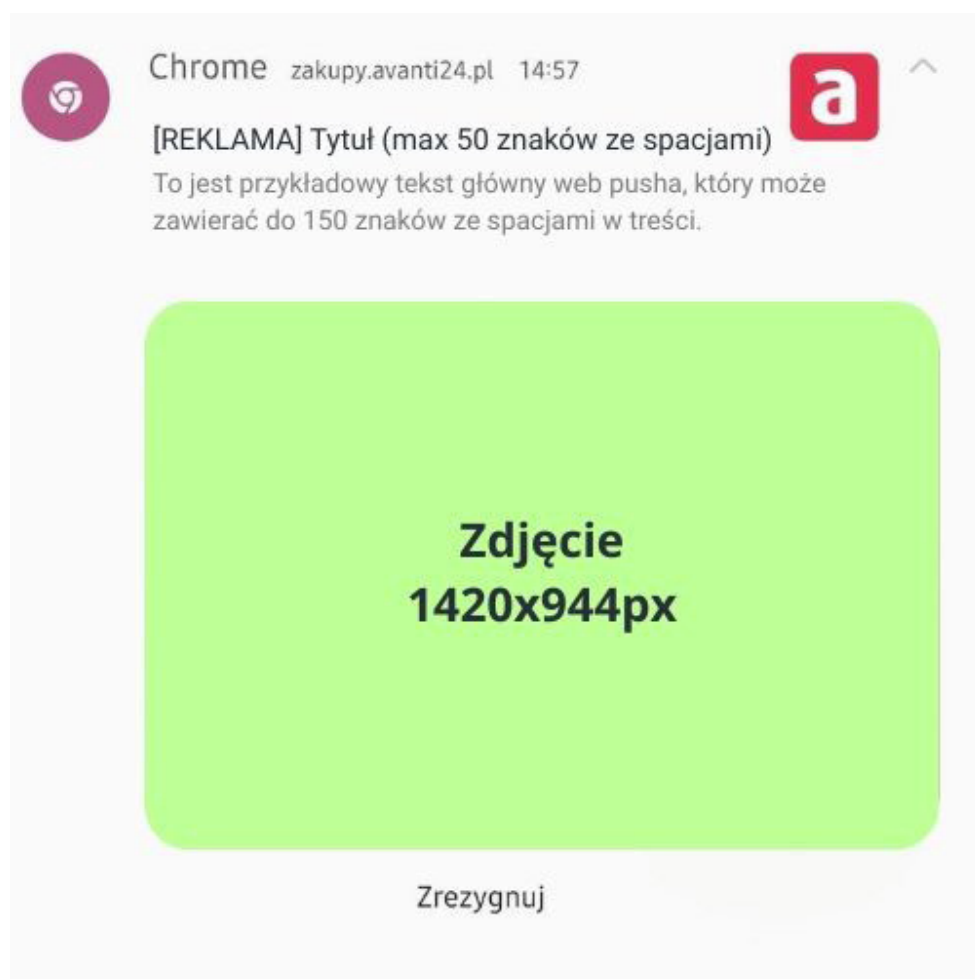 Chrome zakupy.avanti24.pl 14:57
a
[REKLAMA] Tytuł (max 50 znaków ze spacjami)
To jest przykładowy tekst główny web pusha, który może
zawierać do 150 znaków ze spacjami w treści.
Zdjęcie
1420x944px
Zrezygnuj